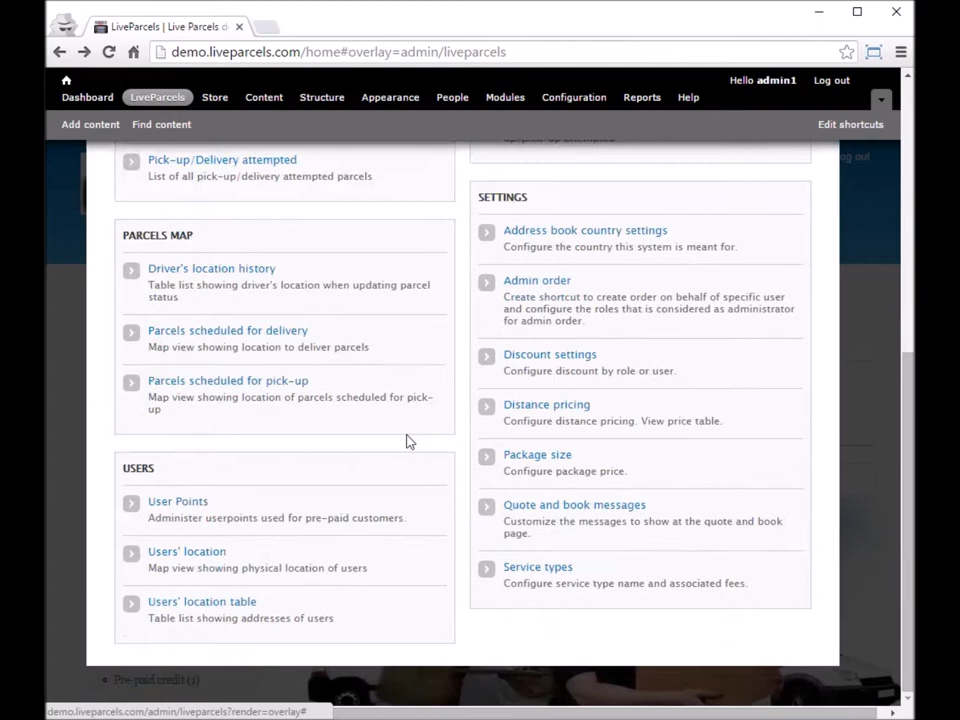 LiveParcels | Live Parcels d
demo.liveparcels.com/home#overlay=admin/liveparcels
Hello admin1 Log out
Dashboard LiveParcels Store Content Structure Appearance People Modules Configuration Reports Help
Add content Find content Edit shortcuts
og out
Pick-up/Delivery attempted
List of all pick-up/delivery attempted parcels
PARCELS MAP
Driver's location history
Table list showing driver's location when updating parcel
status
Parcels scheduled for delivery
Map view showing location to deliver parcels
Parcels scheduled for pick-up
Map view showing location of parcels scheduled for pick-
up
USERS
User Points
Administer userpoints used for pre-paid customers.
Users' location
Map view showing physical location of users
Users' location table
Table list showing addresses of users
SETTINGS
Address book country settings
Configure the country this system is meant for.
Admin order
Create shortcut to create order on behalf of specific user
and configure the roles that is considered as administrator
for admin order.
Discount settings
Configure discount by role or user.
Distance pricing
Configure distance pricing. View price table.
Package size
Configure package price.
Quote and book messages
Customize the messages to show at the quote and book
page.
Service types
Configure service type name and associated fees.
Pre-paid credit (1)
demo.liveparcels.com/admin/liveparcels?render=overlay#